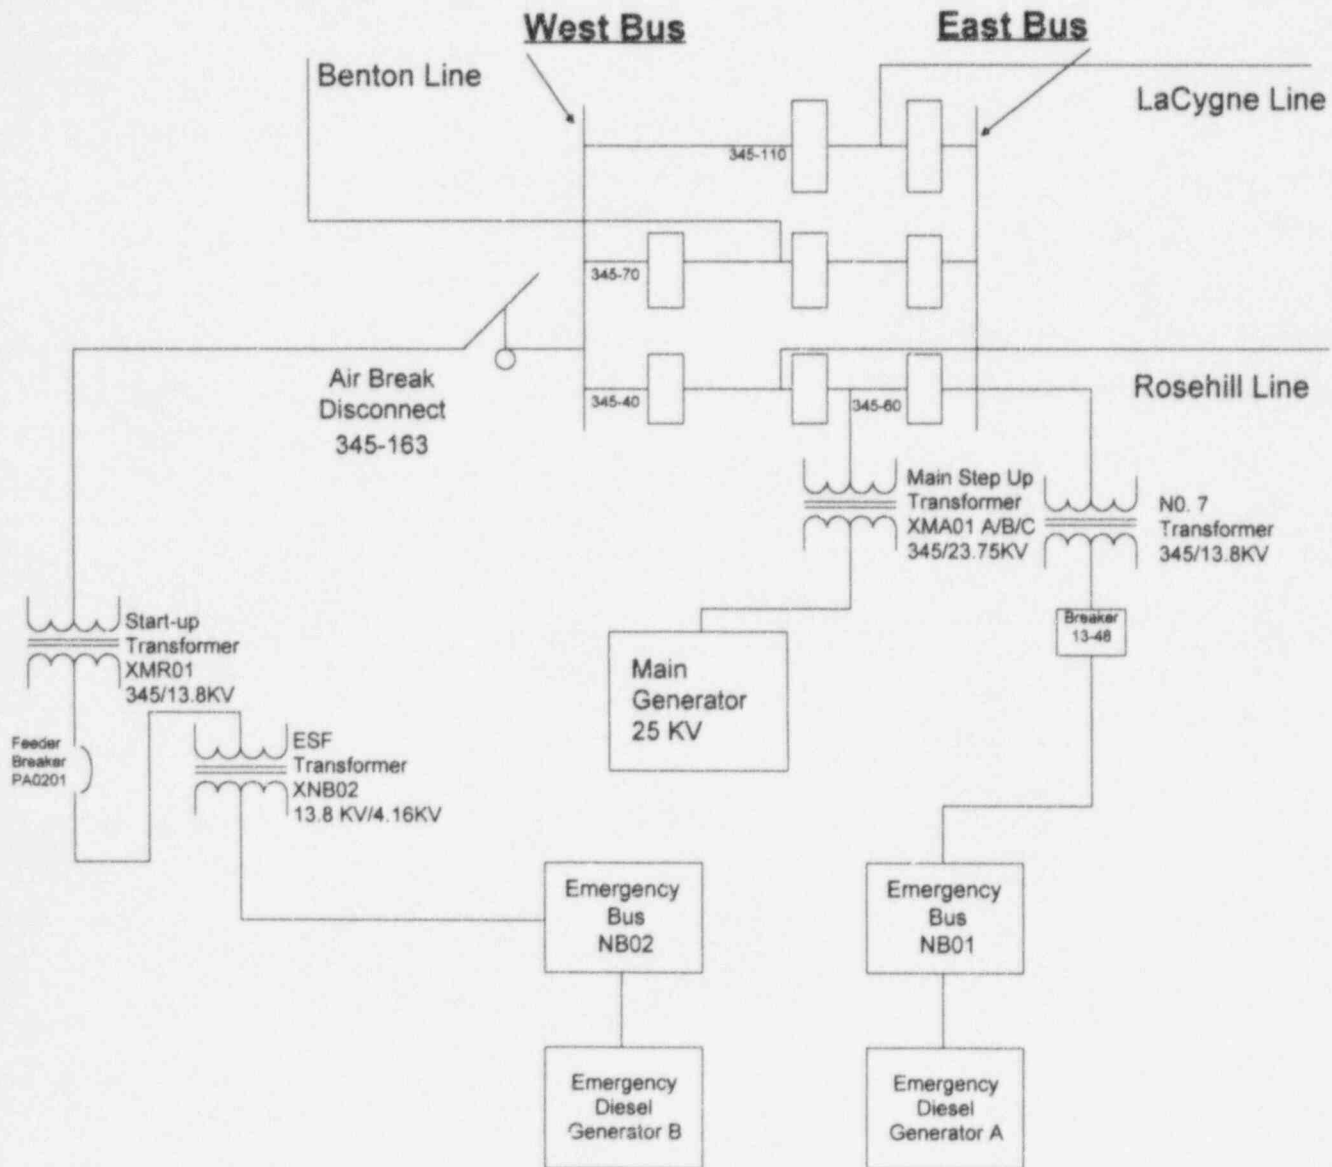 West Bus
East Bus
Benton Line
LaCygne Line
345-110
345-70
Air Break
Disconnect
345-163
345-40
345-60
Rosehill Line
Main Step Up
Transformer
XMA01 A/B/C
345/23.75KV
N0. 7
Transformer
345/13.8KV
Start-up
Transformer
XMR01
345/13.8KV
Breaker
13-48
Main
Generator
25 KV
Feeder
Breaker
PA0201
ESF
Transformer
XNB02
13.8 KV/4.16KV
Emergency
Bus
NB02
Emergency
Bus
NB01
Emergency
Diesel
Generator B
Emergency
Diesel
Generator A